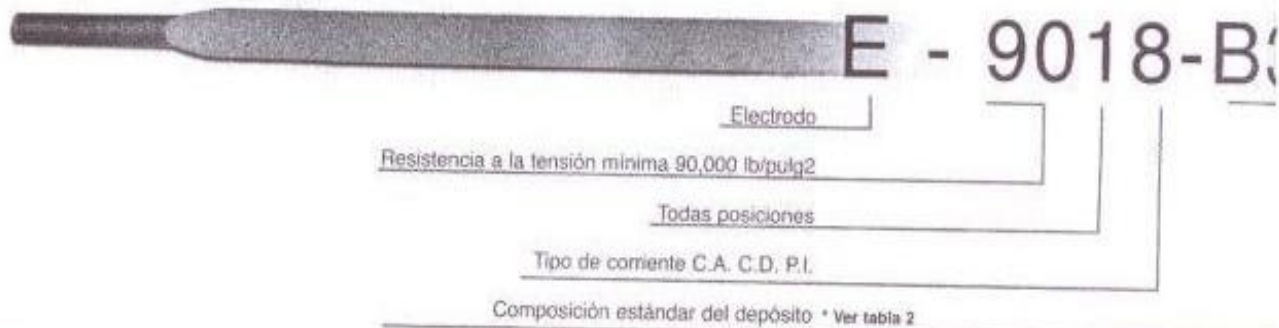 E - 9018-B3
Electrodo
Resistencia a la tensión mínima 90,000 lb/pulg2
Todas posiciones
Tipo de corriente C.A. C.D. P.I.
Composición estándar del depósito * Ver tabla 2